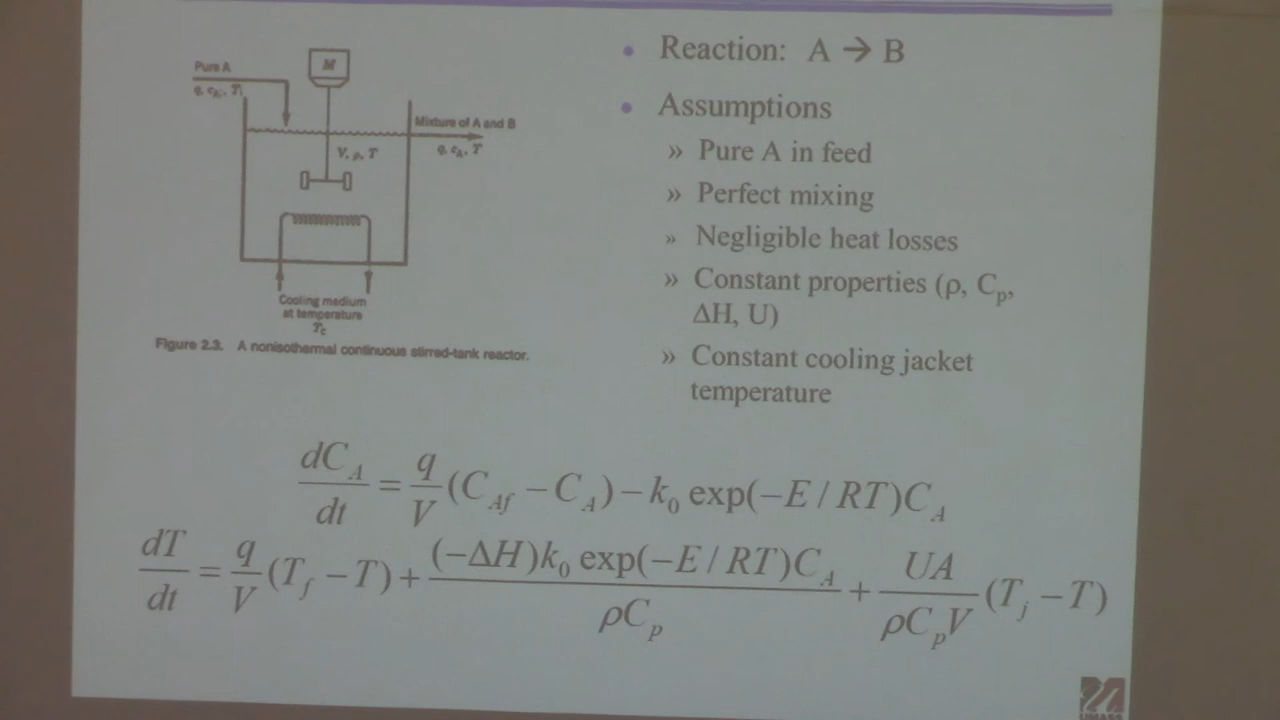 Pure A
q, c_Ai, T_i
M
Mixture of A and B
q, c_A, T
V, ρ, T
Cooling medium
at temperature
T_c
Figure 2.3. A nonisothermal continuous stirred-tank reactor.
• Reaction: A → B
• Assumptions
» Pure A in feed
» Perfect mixing
» Negligible heat losses
» Constant properties (ρ, C_p,
ΔH, U)
» Constant cooling jacket
temperature
dC_A/dt = q/V (C_Af − C_A) − k_0 exp(−E / RT)C_A
dT/dt = q/V (T_f − T) + (−ΔH)k_0 exp(−E / RT)C_A / ρC_p + UA / ρC_pV (T_j − T)